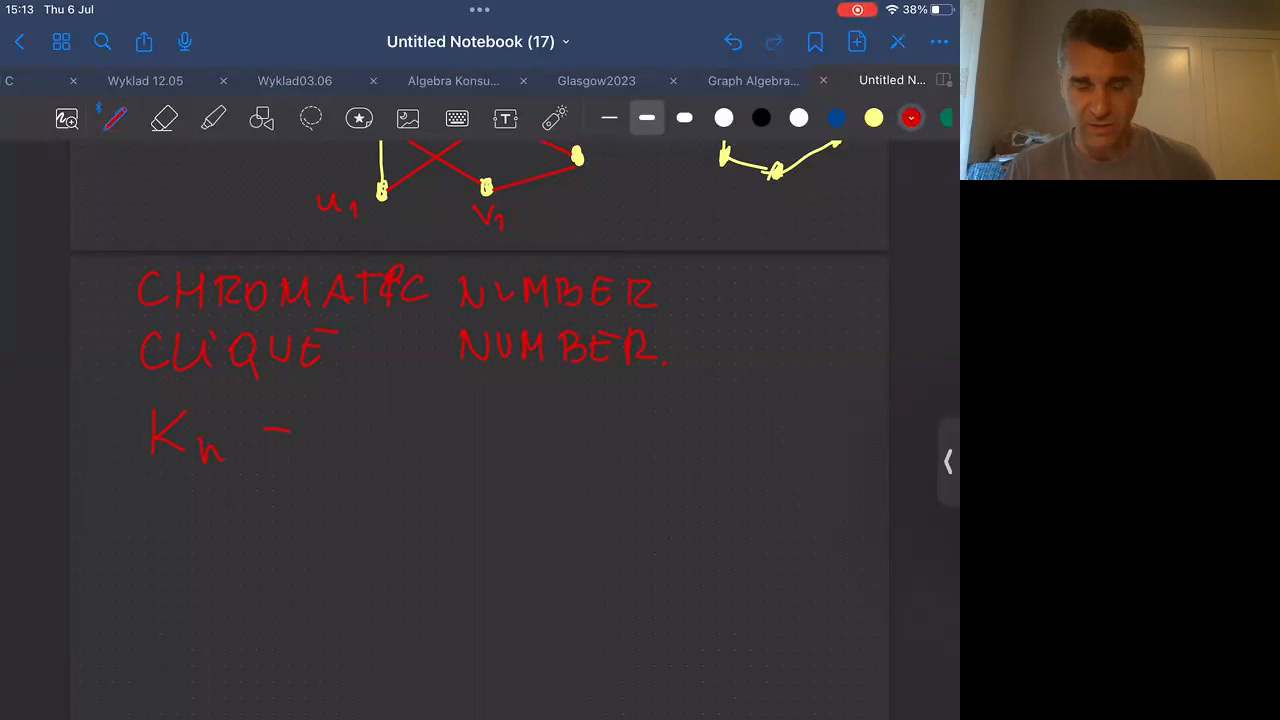 15:13 Thu 6 Jul 38%
Untitled Notebook (17)
C Wyklad 12.05 Wyklad03.06 Algebra Konsu... Glasgow2023 Graph Algebra... Untitled N...
T
u1 v1
CHROMATIC NUMBER
CLIQUE NUMBER.
Kn –